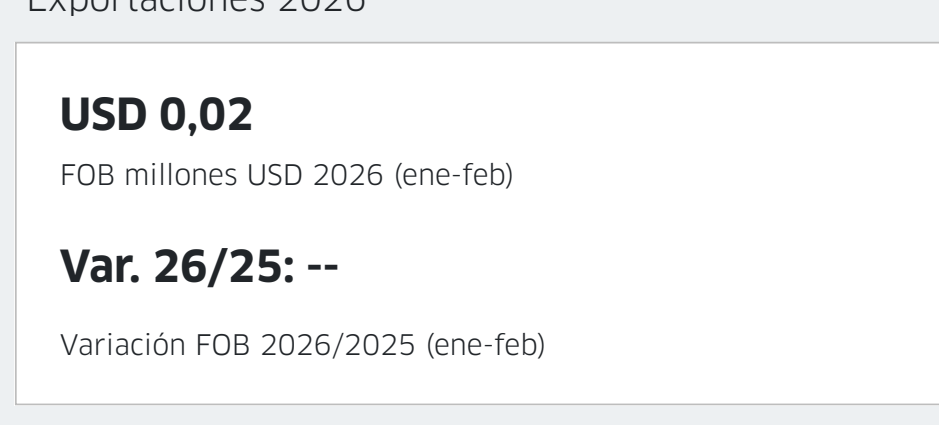 Exportaciones 2026
USD 0,02
FOB millones USD 2026 (ene-feb)
Var. 26/25: --
Variación FOB 2026/2025 (ene-feb)